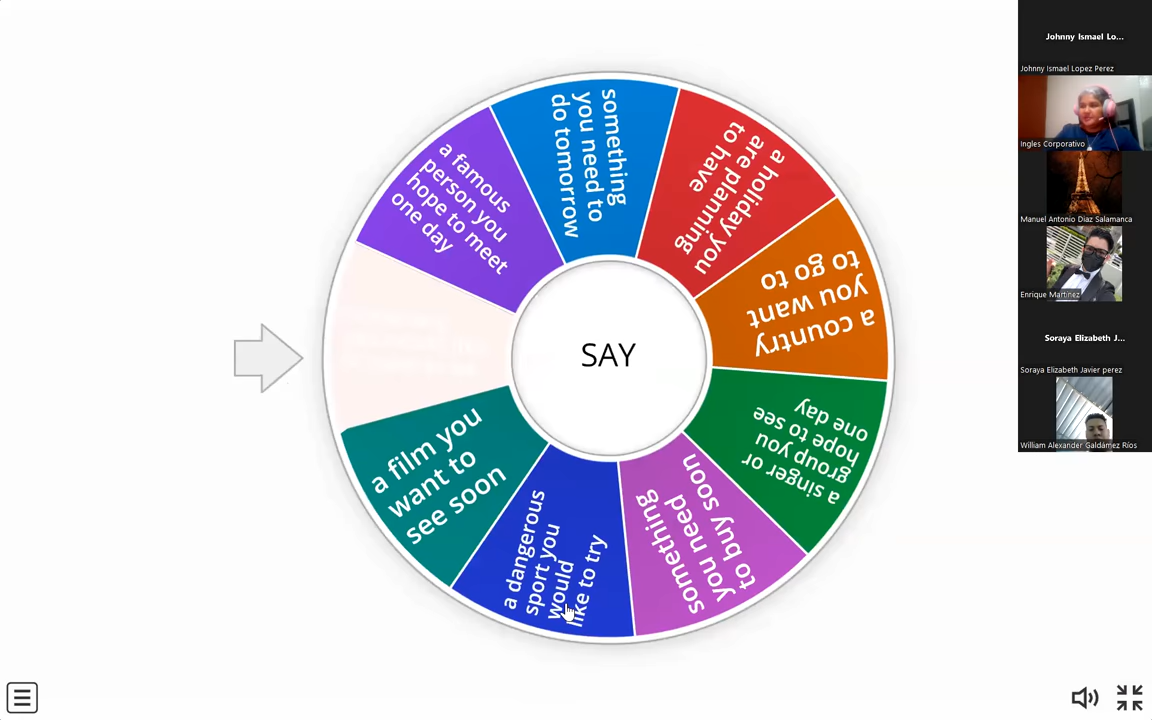 something
you need to
do tomorrow
a holiday you
are planning
to have
a country
you want
to go to
a singer or
group you
hope to see
one day
something
you need
to buy soon
a dangerous
sport you
would
like to try
a film you
want to
see soon
a famous
person you
hope to meet
one day
SAY
Johnny Ismael Lo...
Johnny Ismael Lopez Perez
Ingles Corporativo
Manuel Antonio Diaz Salamanca
Enrique Martinez
Soraya Elizabeth J...
Soraya Elizabeth Javier perez
William Alexander Galdámez Ríos